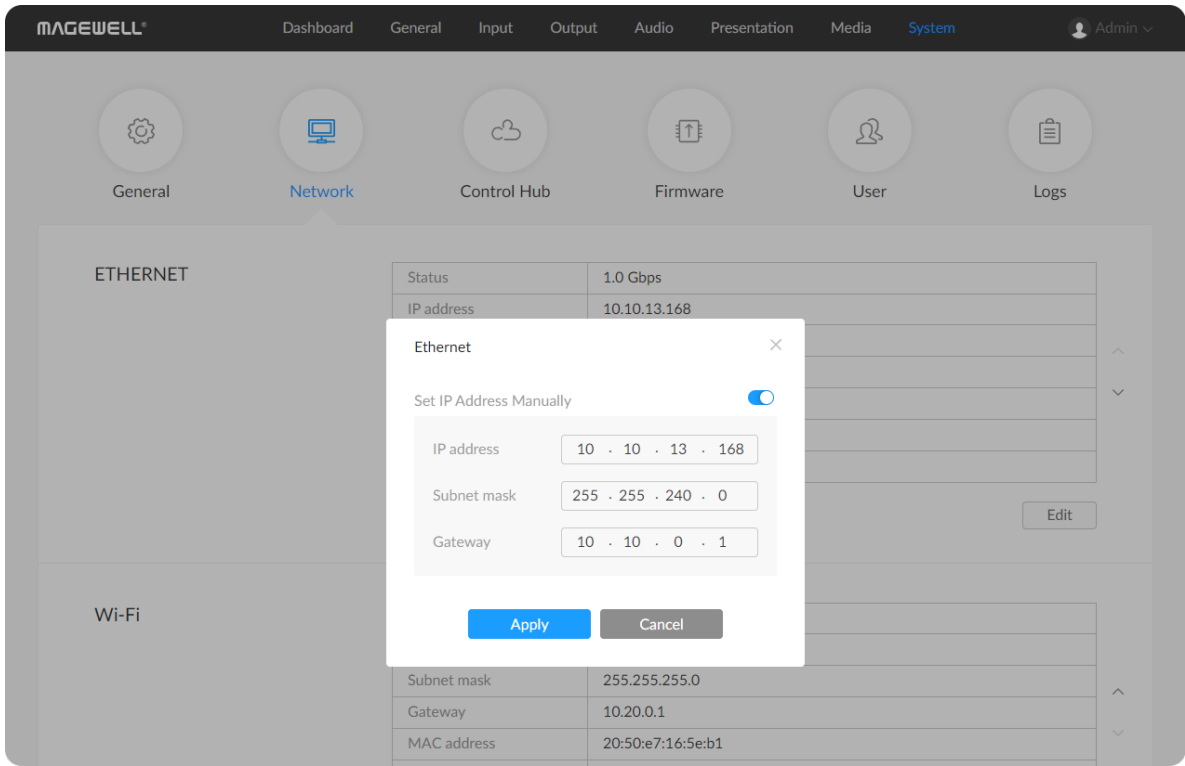 MAGEWELL® Dashboard General Input Output Audio Presentation Media System Admin
General Network Control Hub Firmware User Logs
ETHERNET
Status 1.0 Gbps
IP address 10.10.13.168
Ethernet
Set IP Address Manually
IP address 10 . 10 . 13 . 168
Subnet mask 255 . 255 . 240 . 0
Gateway 10 . 10 . 0 . 1
Apply Cancel
Edit
Wi-Fi
Subnet mask 255.255.255.0
Gateway 10.20.0.1
MAC address 20:50:e7:16:5e:b1